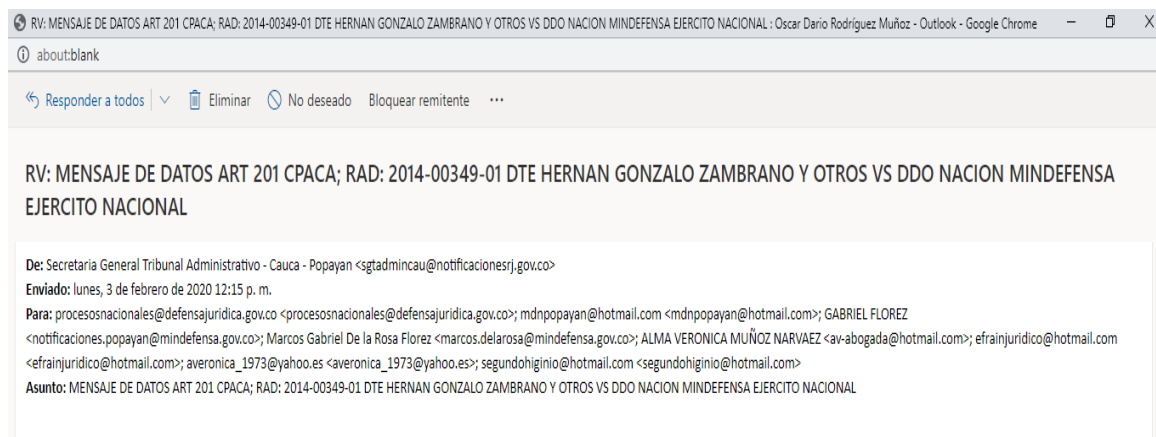 RV: MENSAJE DE DATOS ART 201 CPACA; RAD: 2014-00349-01 DTE HERNAN GONZALO ZAMBRANO Y OTROS VS DDO NACION MINDEFENSA EJERCITO NACIONAL : Oscar Dario Rodríguez Muñoz - Outlook - Google Chrome
about:blank
Responder a todos Eliminar No deseado Bloquear remitente ...
RV: MENSAJE DE DATOS ART 201 CPACA; RAD: 2014-00349-01 DTE HERNAN GONZALO ZAMBRANO Y OTROS VS DDO NACION MINDEFENSA
EJERCITO NACIONAL
De: Secretaria General Tribunal Administrativo - Cauca - Popayan <sgtadmincau@notificacionesrj.gov.co>
Enviado: lunes, 3 de febrero de 2020 12:15 p. m.
Para: procesosnacionales@defensajuridica.gov.co <procesosnacionales@defensajuridica.gov.co>; mdnpopayan@hotmail.com <mdnpopayan@hotmail.com>; GABRIEL FLOREZ
<notificaciones.popayan@mindefensa.gov.co>; Marcos Gabriel De la Rosa Florez <marcos.delarosa@mindefensa.gov.co>; ALMA VERONICA MUÑOZ NARVAEZ <av-abogada@hotmail.com>; efrainjuridico@hotmail.com
<efrainjuridico@hotmail.com>; averonica_1973@yahoo.es <averonica_1973@yahoo.es>; segundohiginio@hotmail.com <segundohiginio@hotmail.com>
Asunto: MENSAJE DE DATOS ART 201 CPACA; RAD: 2014-00349-01 DTE HERNAN GONZALO ZAMBRANO Y OTROS VS DDO NACION MINDEFENSA EJERCITO NACIONAL